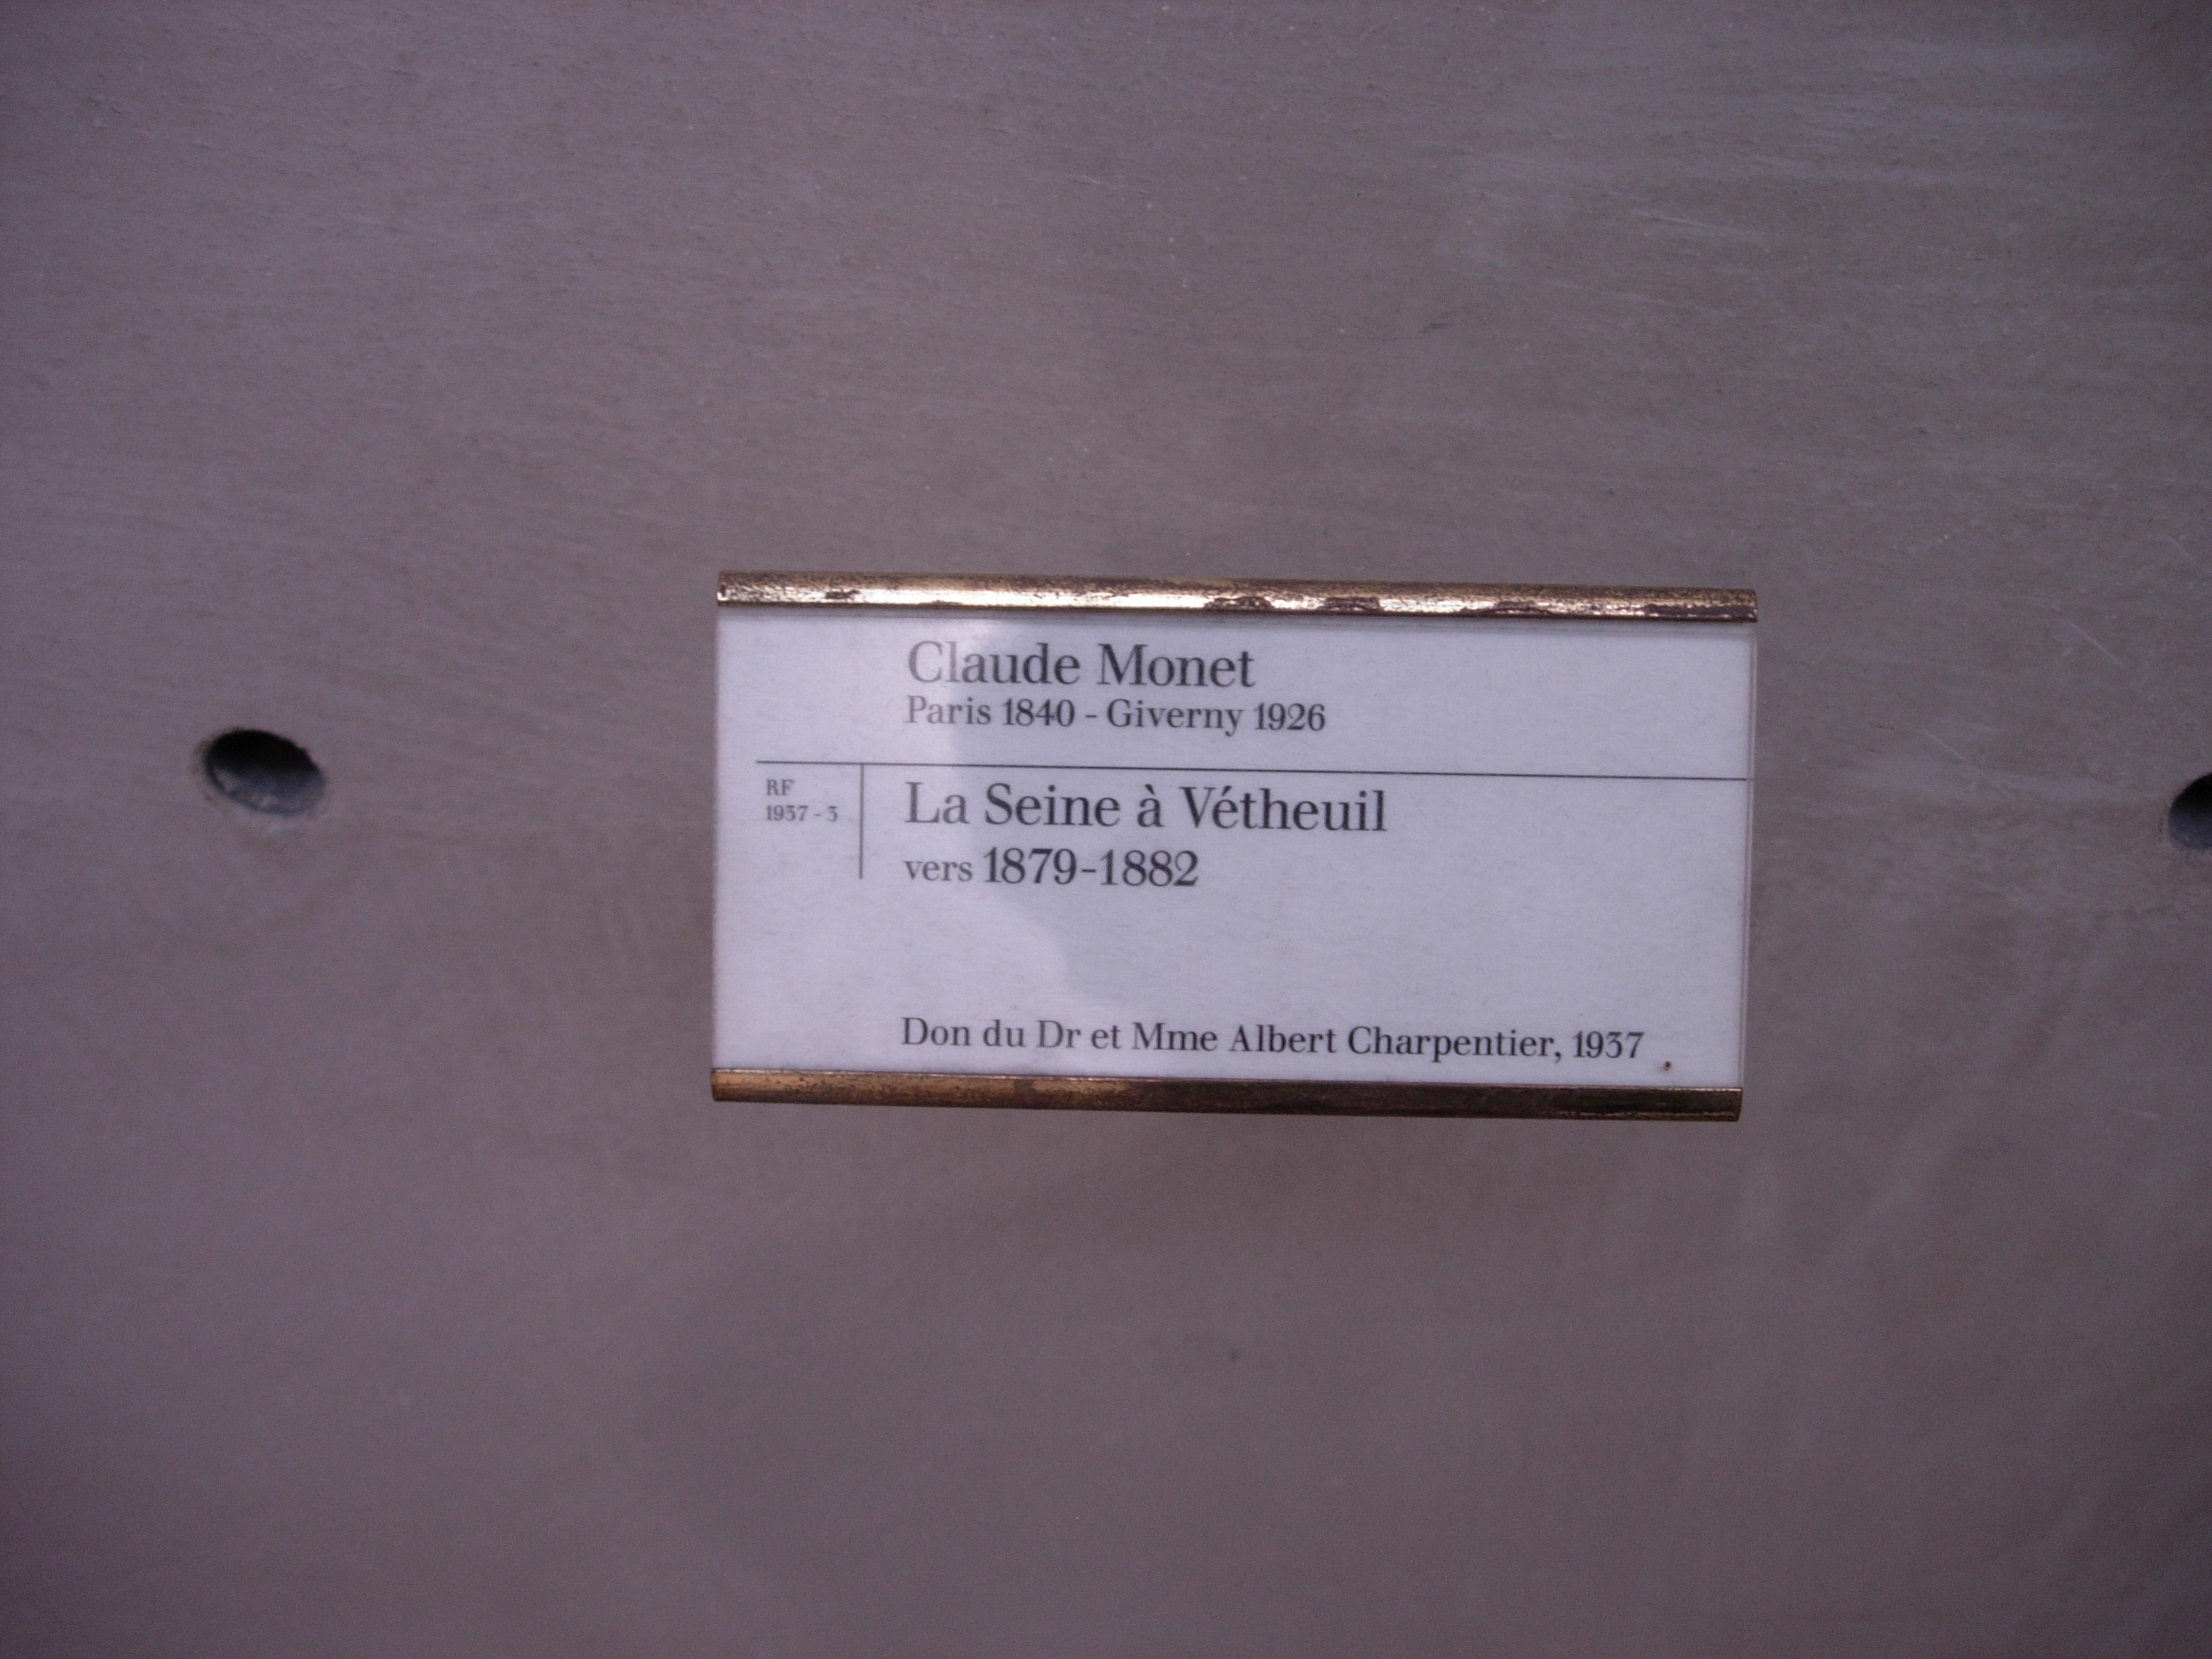 Claude Monet
Paris 1840 - Giverny 1926
RF
1937 - 3
La Seine à Vétheuil
vers 1879-1882
Don du Dr et Mme Albert Charpentier, 1937